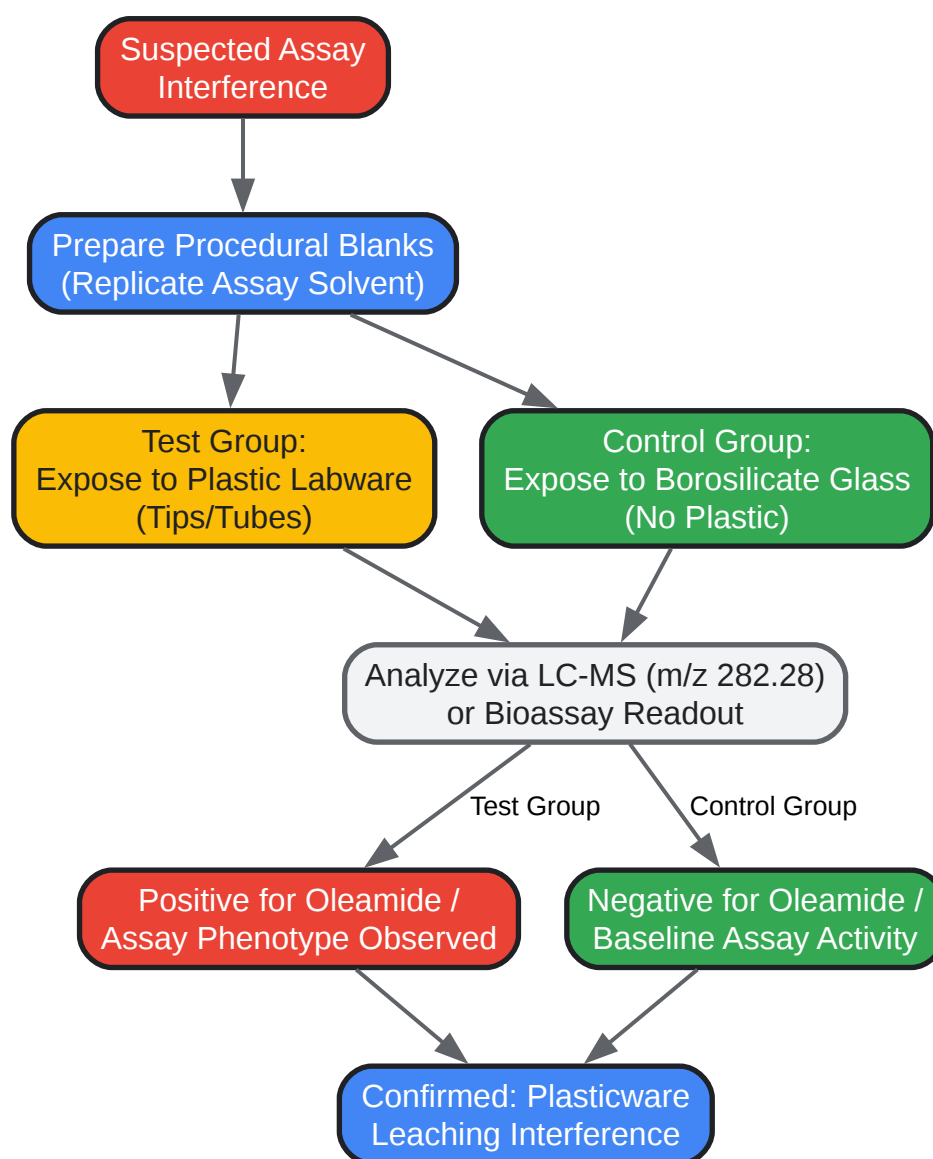 Suspected Assay
Interference
Prepare Procedural Blanks
(Replicate Assay Solvent)
Test Group:
Expose to Plastic Labware
(Tips/Tubes)
Control Group:
Expose to Borosilicate Glass
(No Plastic)
Analyze via LC-MS (m/z 282.28)
or Bioassay Readout
Test Group
Control Group
Positive for Oleamide /
Assay Phenotype Observed
Negative for Oleamide /
Baseline Assay Activity
Confirmed: Plasticware
Leaching Interference